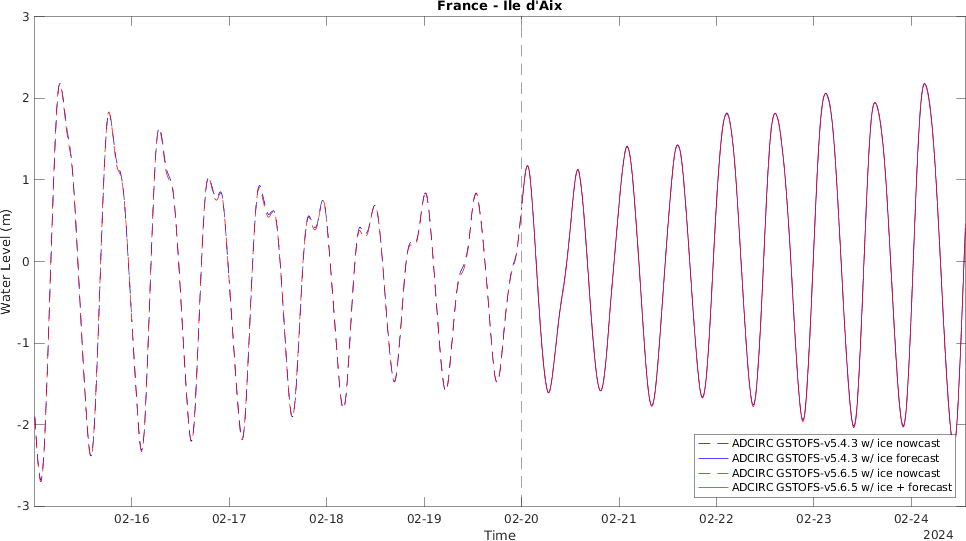 France - Ile d'Aix
3
2
1
0
-1
-2
-3
Water Level (m)
02-16 02-17 02-18 02-19 02-20 02-21 02-22 02-23 02-24
Time
2024
ADCIRC GSTOFS-v5.4.3 w/ ice nowcast
ADCIRC GSTOFS-v5.4.3 w/ ice forecast
ADCIRC GSTOFS-v5.6.5 w/ ice nowcast
ADCIRC GSTOFS-v5.6.5 w/ ice + forecast